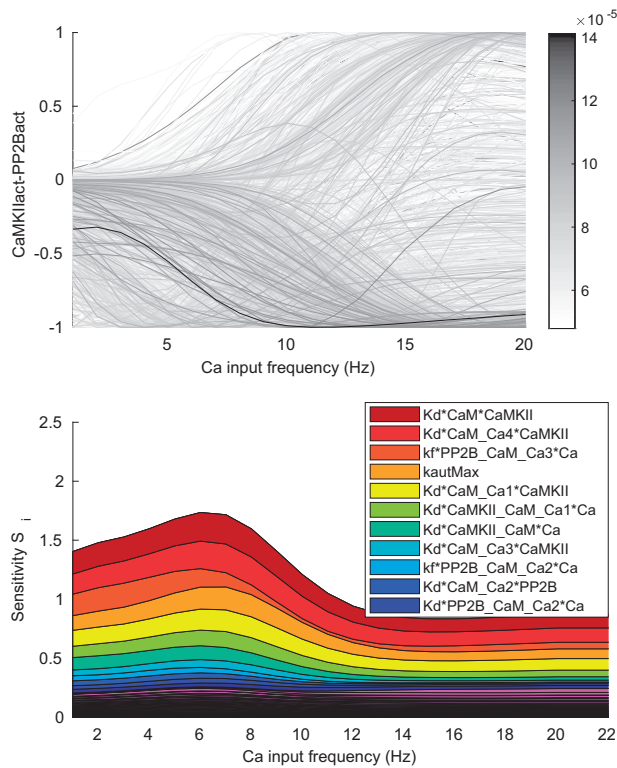 ×10 -5
1
0.5
0
-0.5
-1
CaMKIIact-PP2Bact
14
12
10
8
6
5 10 15 20
Ca input frequency (Hz)
2.5
2
1.5
1
0.5
0
Sensitivity S i
Kd*CaM*CaMKII
Kd*CaM_Ca4*CaMKII
kf*PP2B_CaM_Ca3*Ca
kautMax
Kd*CaM_Ca1*CaMKII
Kd*CaMKII_CaM_Ca1*Ca
Kd*CaMKII_CaM*Ca
Kd*CaM_Ca3*CaMKII
kf*PP2B_CaM_Ca2*Ca
Kd*CaM_Ca2*PP2B
Kd*PP2B_CaM_Ca2*Ca
2 4 6 8 10 12 14 16 18 20 22
Ca input frequency (Hz)